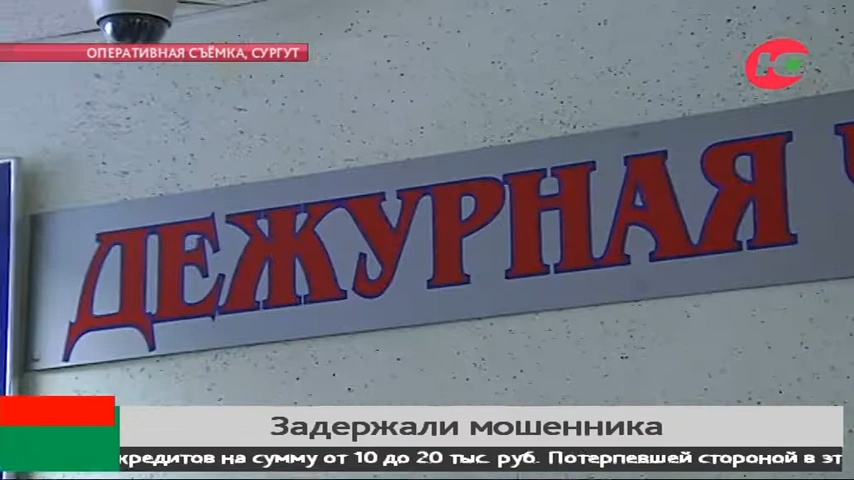 ОПЕРАТИВНАЯ СЪЁМКА, СУРГУТ
Ю
ДЕЖУРНАЯ Ч
Задержали мошенника
кредитов на сумму от 10 до 20 тыс. руб. Потерпевшей стороной в эт